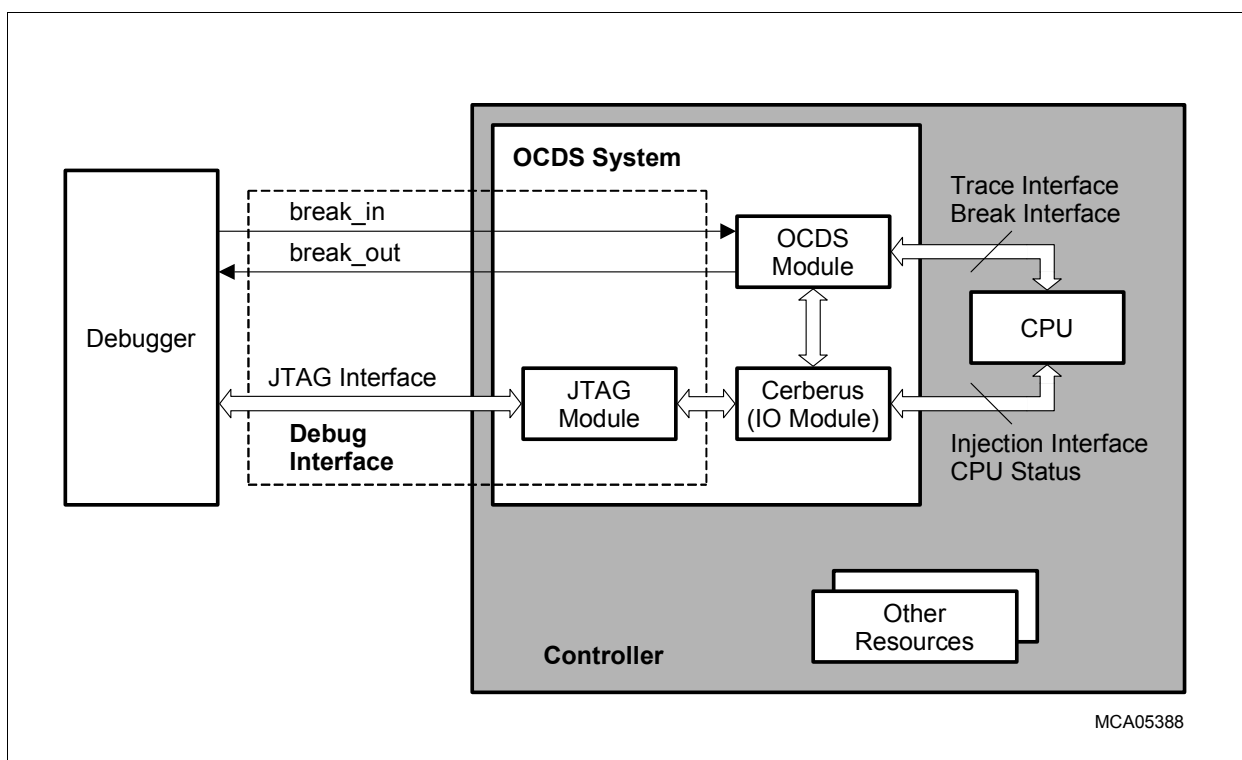 OCDS System
Trace Interface
Break Interface
break_in
break_out
OCDS
Module
CPU
Debugger
JTAG Interface
JTAG
Module
Cerberus
(IO Module)
Debug
Interface
Injection Interface
CPU Status
Other
Resources
Controller
MCA05388